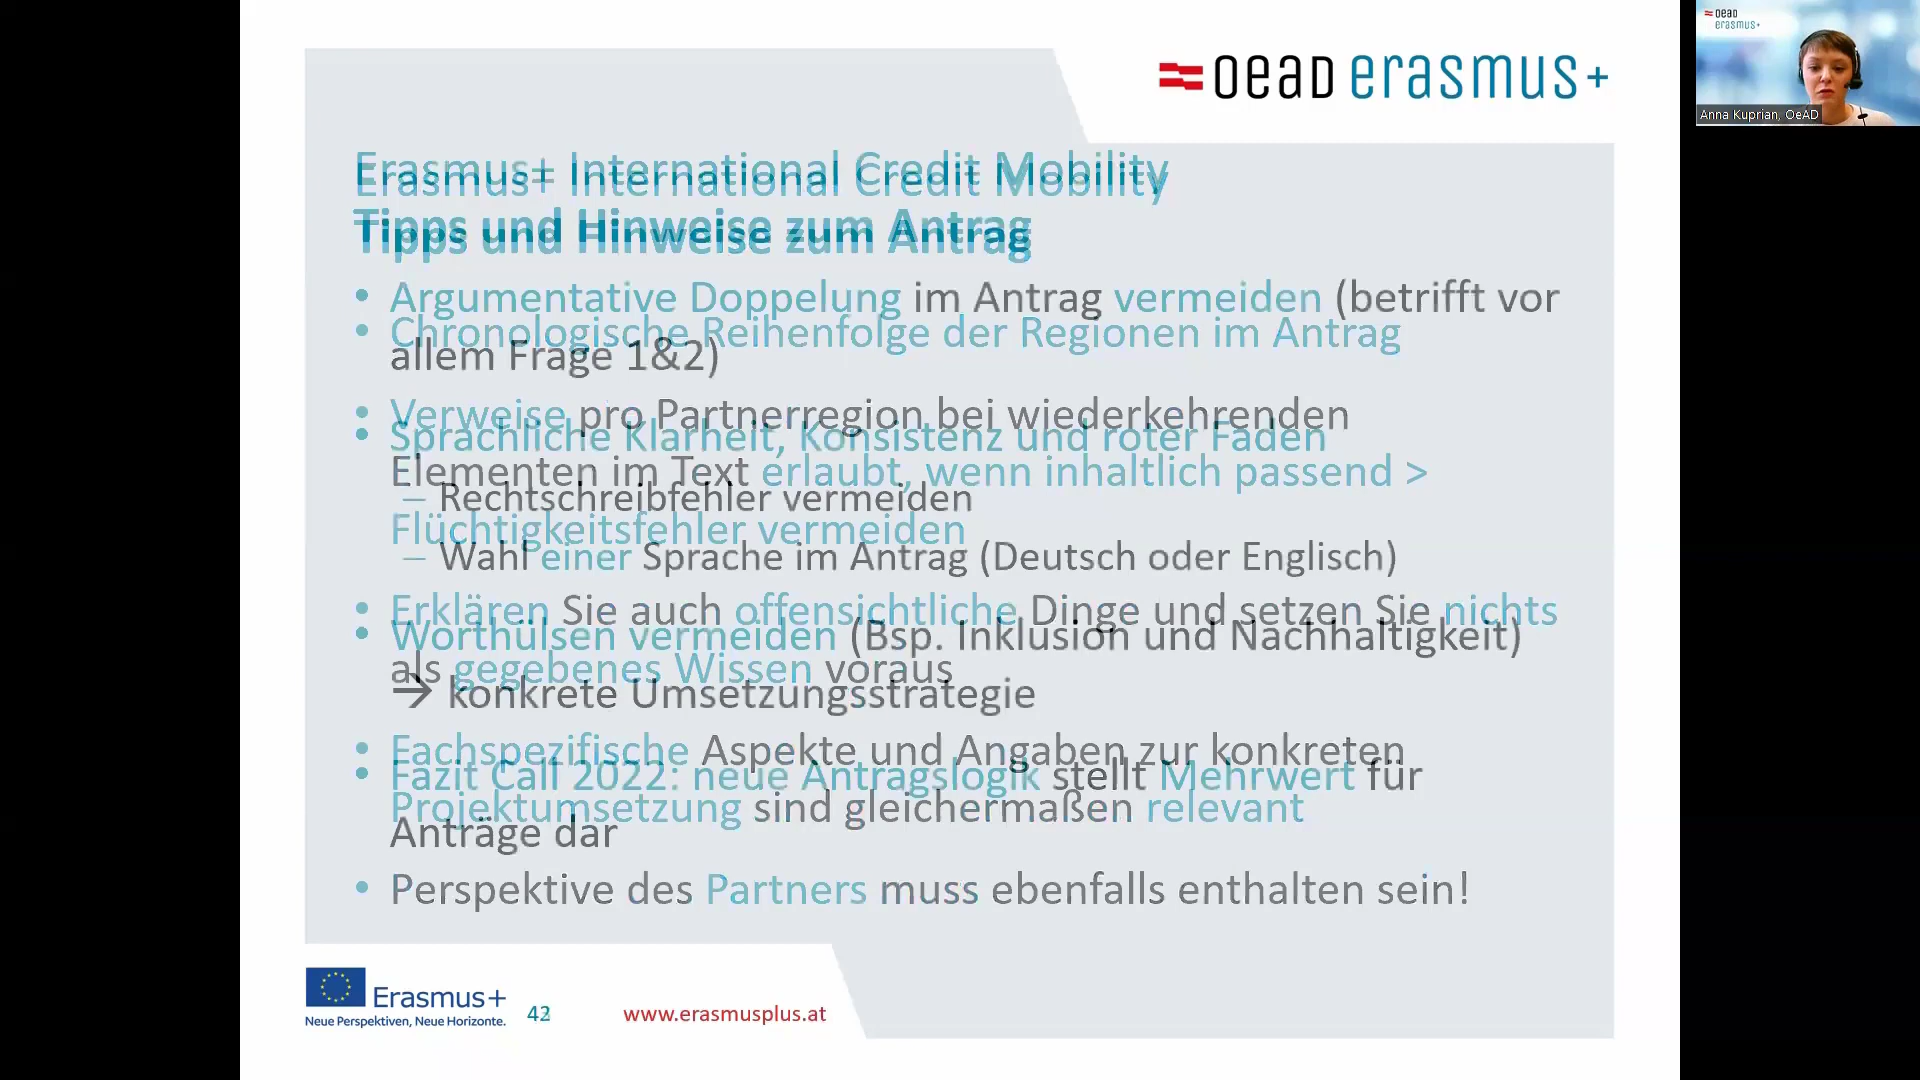 OEAD erasmus+
Erasmus+ International Credit Mobility
Tipps und Hinweise zum Antrag
• Argumentative Doppelung im Antrag vermeiden (betrifft vor
allem Frage 1&2)
• Verweise pro Partnerregion bei wiederkehrenden
Elementen im Text erlaubt, wenn inhaltlich passend >
Flüchtigkeitsfehler vermeiden
• Erklären Sie auch offensichtliche Dinge und setzen Sie nichts
als gegebenes Wissen voraus
• Fachspezifische Aspekte und Angaben zur konkreten
Projektumsetzung sind gleichermaßen relevant
• Perspektive des Partners muss ebenfalls enthalten sein!
• Chronologische Reihenfolge der Regionen im Antrag
• Sprachliche Klarheit, Konsistenz und roter Faden
– Rechtschreibfehler vermeiden
– Wahl einer Sprache im Antrag (Deutsch oder Englisch)
• Worthülsen vermeiden (Bsp. Inklusion und Nachhaltigkeit)
→ konkrete Umsetzungsstrategie
• Fazit Call 2022: neue Antragslogik stellt Mehrwert für
Anträge dar
Erasmus+
Neue Perspektiven, Neue Horizonte.
www.erasmusplus.at
OEAD
erasmus+
Anna Kuprian, OeAD